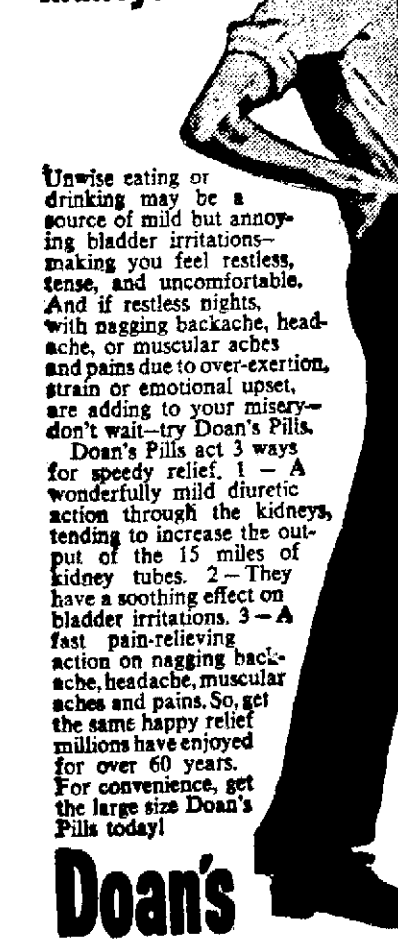 Unwise eating or
drinking may be a
source of mild but annoy-
ing bladder irritations—
making you feel restless,
tense, and uncomfortable.
And if restless nights,
with nagging backache, head-
ache, or muscular aches
and pains due to over-exertion,
strain or emotional upset,
are adding to your misery—
don't wait—try Doan's Pills.
Doan's Pills act 3 ways
for speedy relief. 1 — A
wonderfully mild diuretic
action through the kidneys,
tending to increase the out-
put of the 15 miles of
kidney tubes. 2 — They
have a soothing effect on
bladder irritations. 3 — A
fast pain-relieving
action on nagging back-
ache, headache, muscular
aches and pains. So, get
the same happy relief
millions have enjoyed
for over 60 years.
For convenience, get
the large size Doan's
Pills today!
Doan's